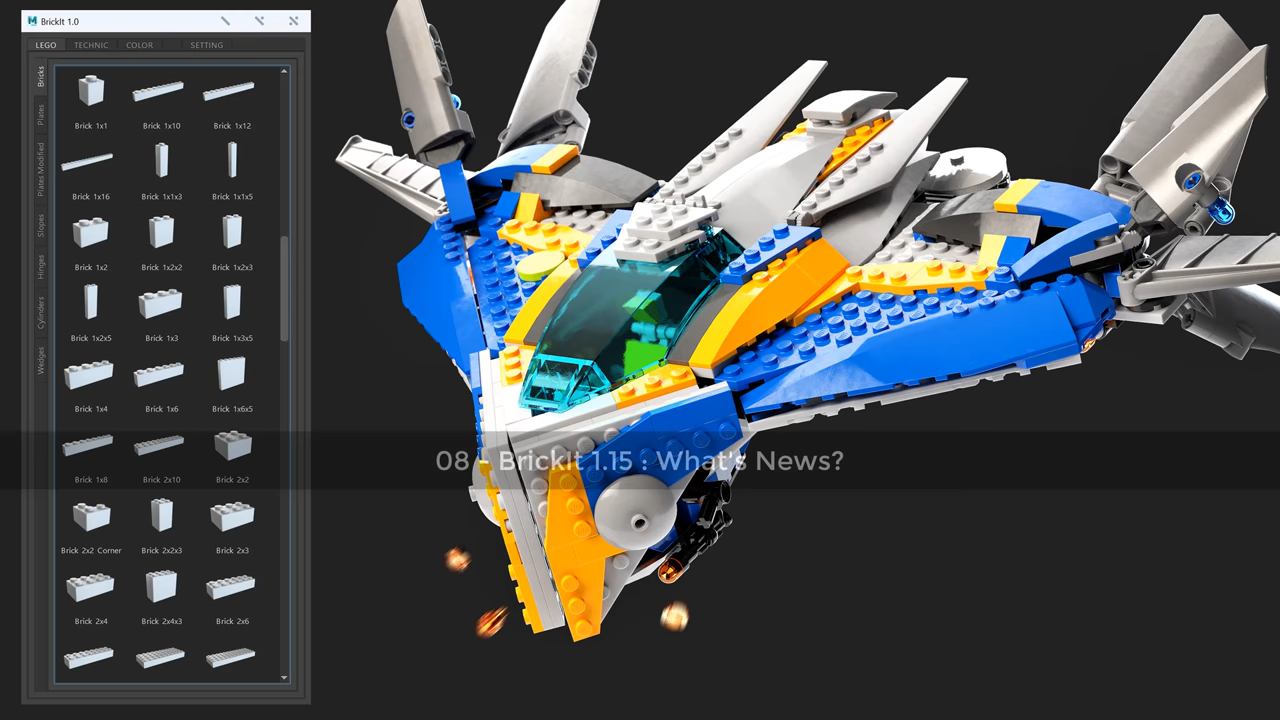 BrickIt 1.0
LEGO TECHNIC COLOR SETTING
Bricks
Plates
Plates Modified
Slopes
Hinges
Cylinders
Wedges
Brick 1x1 Brick 1x10 Brick 1x12
Brick 1x16 Brick 1x1x3 Brick 1x1x5
Brick 1x2 Brick 1x2x2 Brick 1x2x3
Brick 1x2x5 Brick 1x3 Brick 1x3x5
Brick 1x4 Brick 1x6 Brick 1x6x5
Brick 1x8 Brick 2x10 Brick 2x2
Brick 2x2 Corner Brick 2x2x3 Brick 2x3
Brick 2x4 Brick 2x4x3 Brick 2x6
08 - BrickIt 1.15 : What's News?